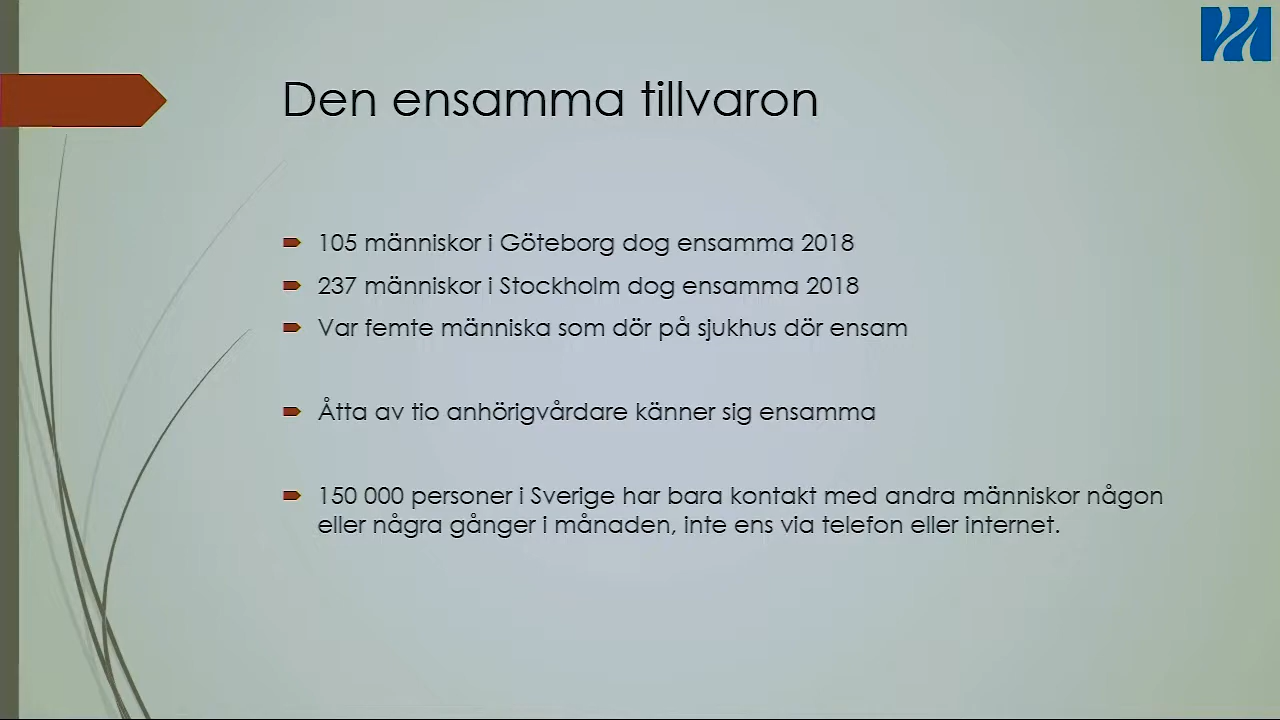 Den ensamma tillvaron
105 människor i Göteborg dog ensamma 2018
237 människor i Stockholm dog ensamma 2018
Var femte människa som dör på sjukhus dör ensam
Åtta av tio anhörigvårdare känner sig ensamma
150 000 personer i Sverige har bara kontakt med andra människor någon
eller några gånger i månaden, inte ens via telefon eller internet.